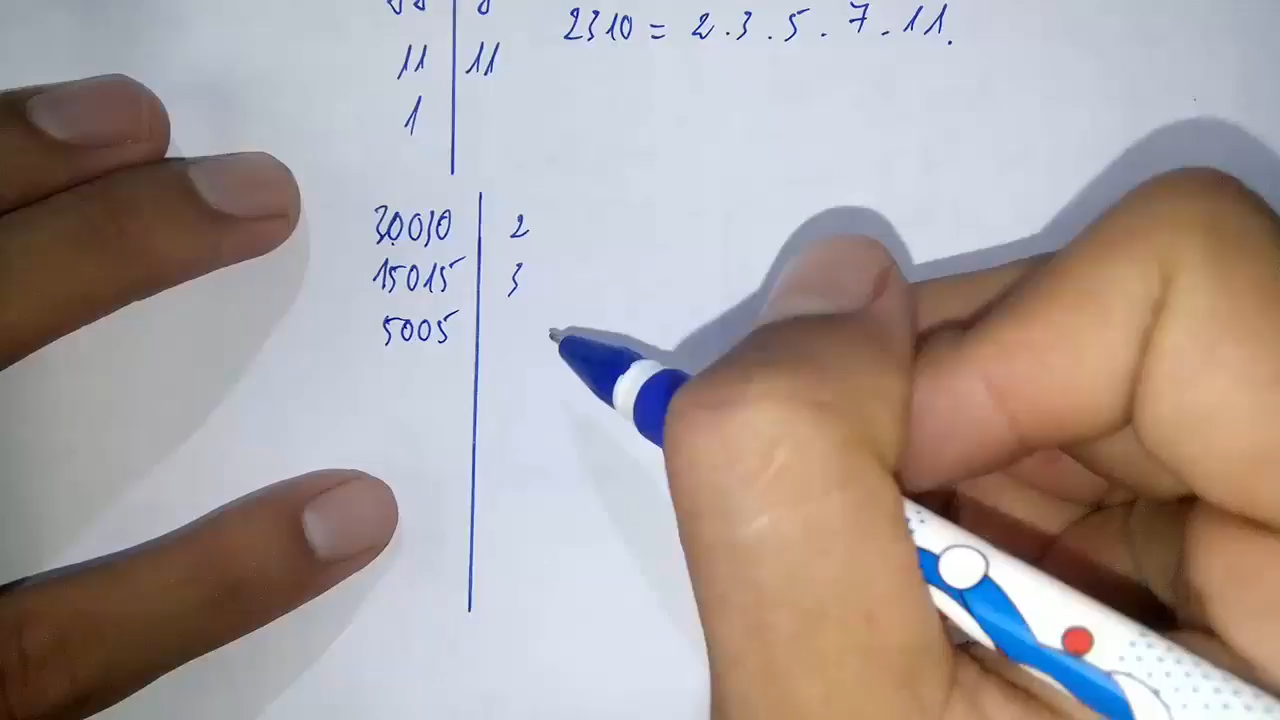 2310 = 2.3.5.7.11.
11 | 11
1
30030 | 2
15015 | 3
5005